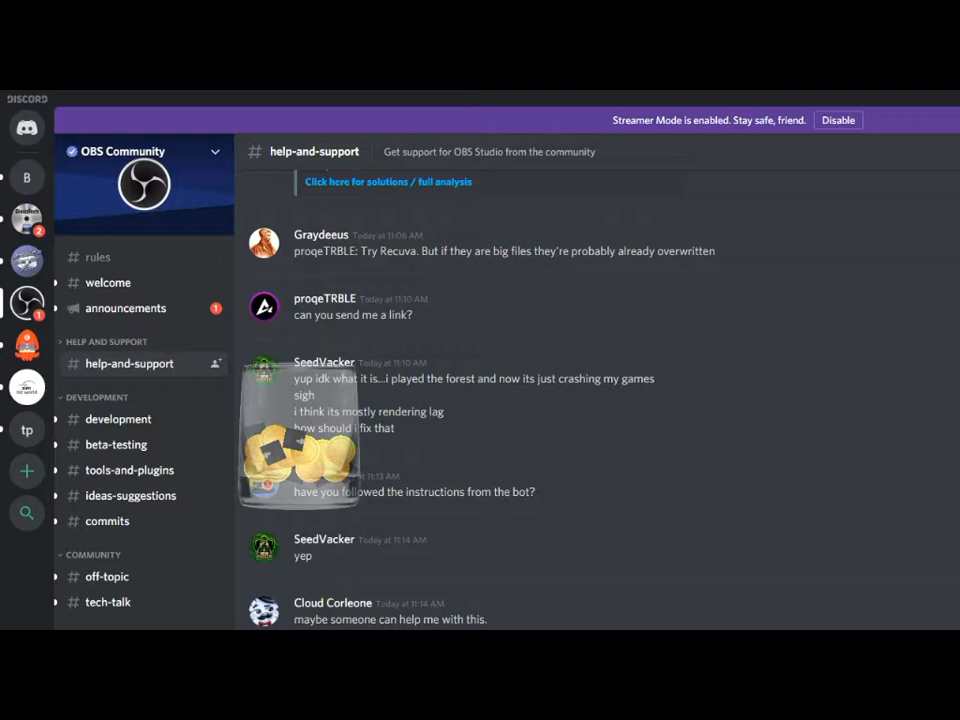 DISCORD
Streamer Mode is enabled. Stay safe, friend.
Disable
OBS Community
# help-and-support
Get support for OBS Studio from the community
B
2
1
sim
tp
# rules
# welcome
announcements
1
HELP AND SUPPORT
# help-and-support
DEVELOPMENT
# development
# beta-testing
# tools-and-plugins
# ideas-suggestions
# commits
COMMUNITY
# off-topic
# tech-talk
Click here for solutions / full analysis
Graydeeus Today at 11:06 AM
proqeTRBLE: Try Recuva. But if they are big files they're probably already overwritten
proqeTRBLE Today at 11:10 AM
can you send me a link?
SeedVacker Today at 11:10 AM
yup idk what it is...i played the forest and now its just crashing my games
sigh
i think its mostly rendering lag
how should i fix that
at 11:13 AM
have you followed the instructions from the bot?
SeedVacker Today at 11:14 AM
yep
Cloud Corleone Today at 11:14 AM
maybe someone can help me with this.